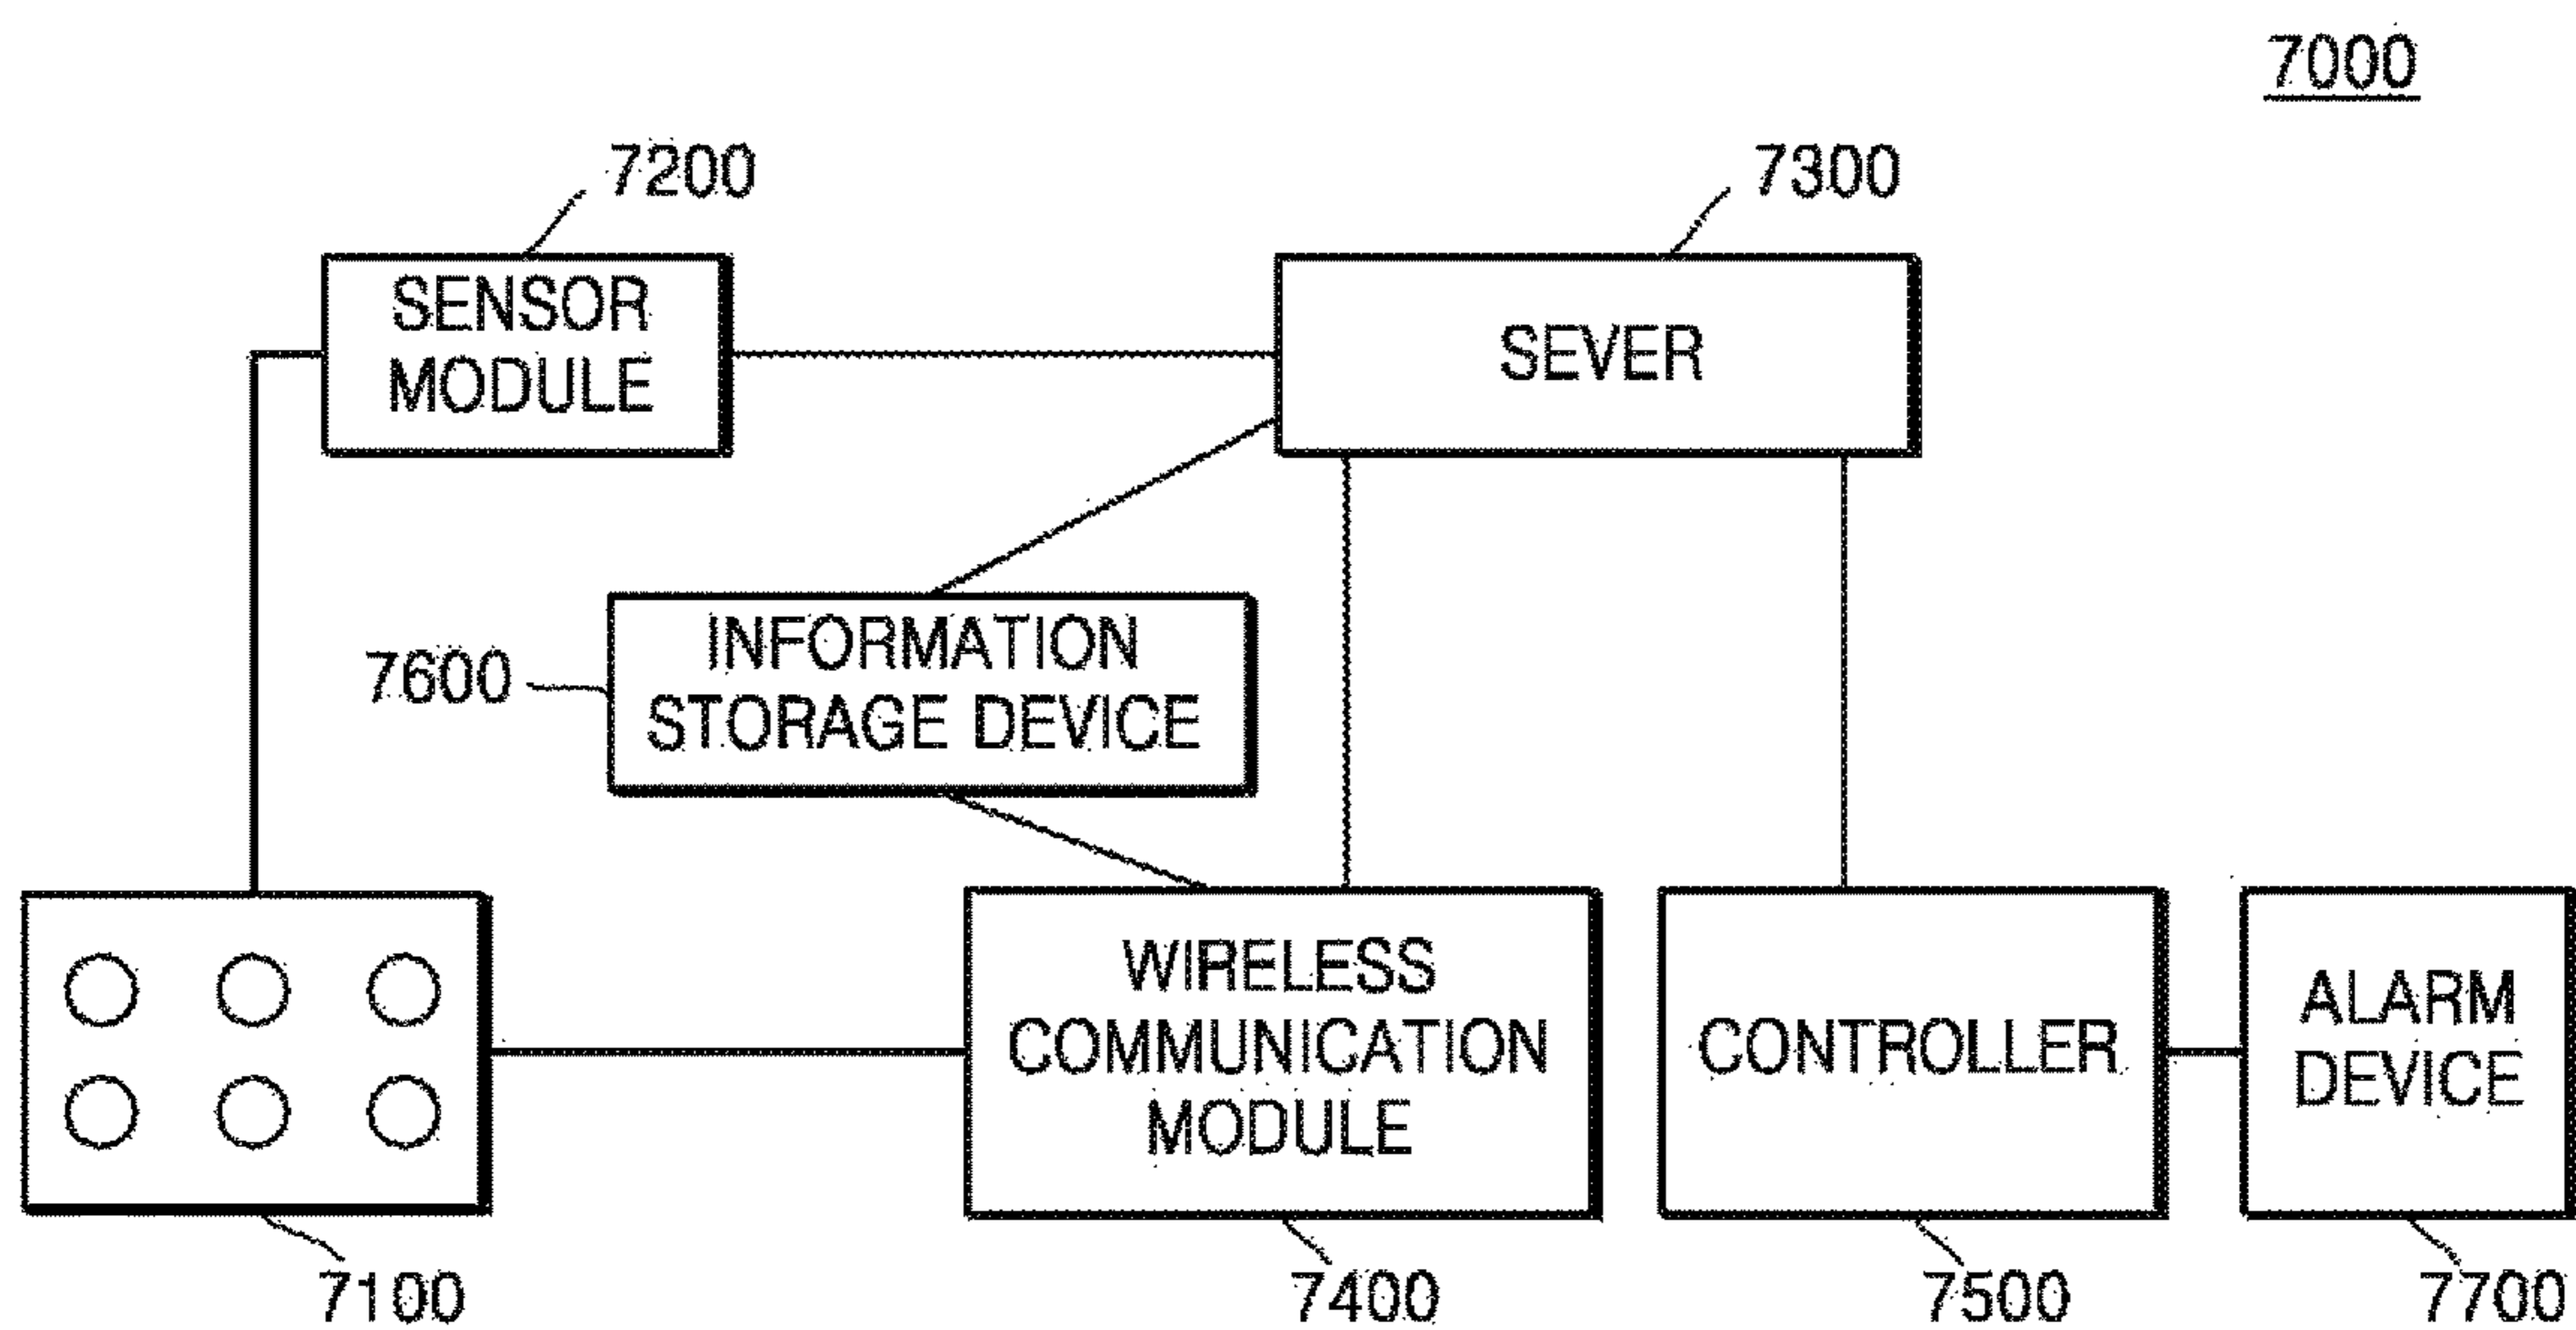 7000
7200
7300
SENSOR
MODULE
SEVER
7600
INFORMATION
STORAGE DEVICE
WIRELESS
COMMUNICATION
MODULE
CONTROLLER
ALARM
DEVICE
7100
7400
7500
7700